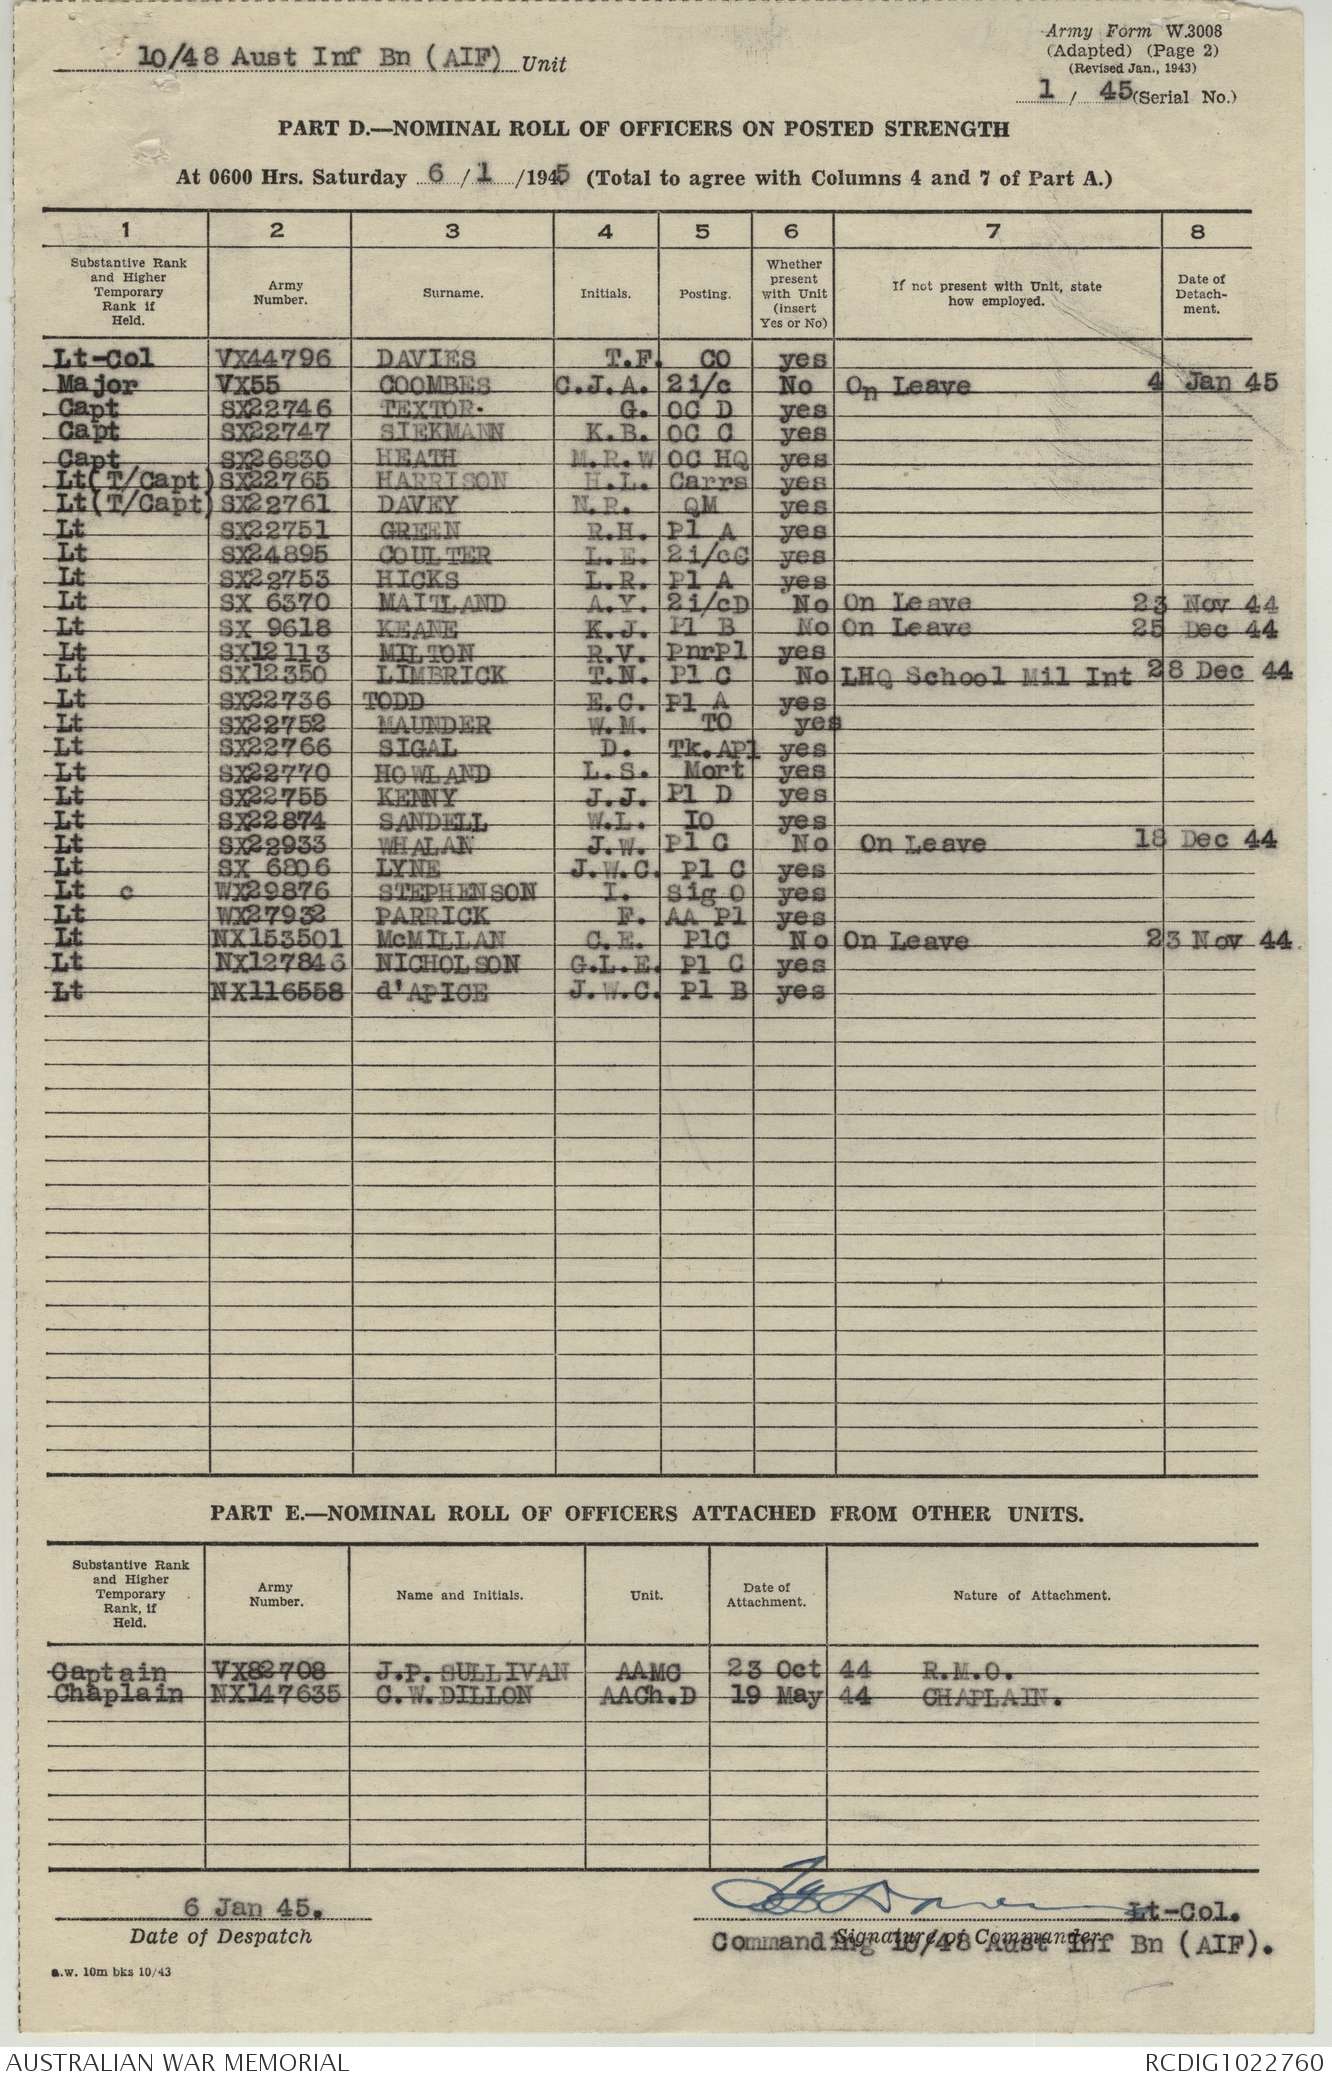 10/48 Aust Inf Bn (AIF) Unit
Army Form W.3008
(Adapted) (Page 2)
(Revised Jan., 1943)
1 / 45 (Serial No.)
PART D.—NOMINAL ROLL OF OFFICERS ON POSTED STRENGTH
At 0600 Hrs. Saturday 6 / 1 /1945 (Total to agree with Columns 4 and 7 of Part A.)
1 2 3 4 5 6 7 8
Substantive Rank and Higher Temporary Rank if Held. Army Number. Surname. Initials. Posting. Whether present with Unit (insert Yes or No) If not present with Unit, state how employed. Date of Detach-ment.
Lt-Col VX44796 DAVIES T.F. CO yes
Major VX55 COOMBES C.J.A. 2i/c No On Leave 4 Jan 45
Capt SX22746 TEXTOR. G. OC D yes
Capt SX22747 SIEKMANN K.B. OC C yes
Capt SX26830 HEATH M.R.W OC HQ yes
Lt(T/Capt) SX22765 HARRISON H.L. Carrs yes
Lt(T/Capt) SX22761 DAVEY N.R. QM yes
Lt SX22751 GREEN R.H. Pl A yes
Lt SX24895 COULTER L.E. 2i/cC yes
Lt SX22753 HICKS L.R. Pl A yes
Lt SX 6370 MAITLAND A.Y. 2i/cD No On Leave 23 Nov 44
Lt SX 9618 KEANE K.J. Pl B No On Leave 25 Dec 44
Lt SX12113 MILTON R.V. PnrPl yes
Lt SX12350 LIMBRICK T.N. Pl C No LHQ School Mil Int 28 Dec 44
Lt SX22736 TODD E.C. Pl A yes
Lt SX22752 MAUNDER W.M. TO yes
Lt SX22766 SIGAL D. Tk.APl yes
Lt SX22770 HOWLAND L.S. Mort yes
Lt SX22755 KENNY J.J. Pl D yes
Lt SX22874 SANDELL W.L. IO yes
Lt SX22933 WHALAN J.W. Pl C No On Leave 18 Dec 44
Lt SX 6806 LYNE J.W.C. Pl C yes
Lt c WX29876 STEPHENSON I. Sig O yes
Lt WX27932 PARRICK F. AA Pl yes
Lt NX153501 McMILLAN C.E. PlC No On Leave 23 Nov 44
Lt NX127846 NICHOLSON G.L.E. Pl C yes
Lt NX116558 d'APICE J.W.C. Pl B yes
PART E.—NOMINAL ROLL OF OFFICERS ATTACHED FROM OTHER UNITS.
Substantive Rank and Higher Temporary Rank, if Held. Army Number. Name and Initials. Unit. Date of Attachment. Nature of Attachment.
Captain VX82708 J.P. SULLIVAN AAMC 23 Oct 44 R.M.O.
Chaplain NX147635 C.W.DILLON AACh.D 19 May 44 CHAPLAIN.
6 Jan 45.
Date of Despatch
Lt-Col.
Signature of Commander
Commanding 10/48 Aust Inf Bn (AIF).
a.w. 10m bks 10/43
AUSTRALIAN WAR MEMORIAL RCDIG1022760